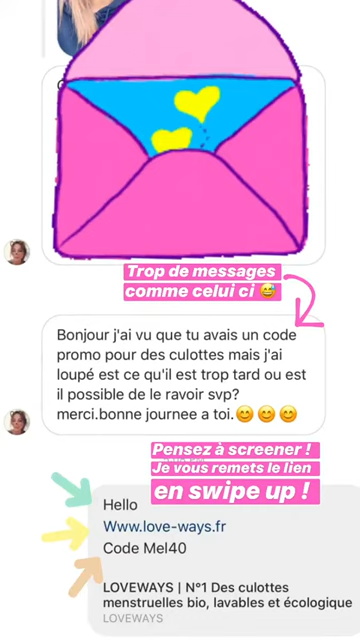 Trop de messages
comme celui ci 😅
Bonjour j'ai vu que tu avais un code
promo pour des culottes mais j'ai
loupé est ce qu'il est trop tard ou est
il possible de le ravoir svp?
merci.bonne journee a toi.😊😊😊
Pensez à screener !
Je vous remets le lien
en swipe up !
Hello
Www.love-ways.fr
Code Mel40
LOVEWAYS | N°1 Des culottes
menstruelles bio, lavables et écologique
LOVEWAYS